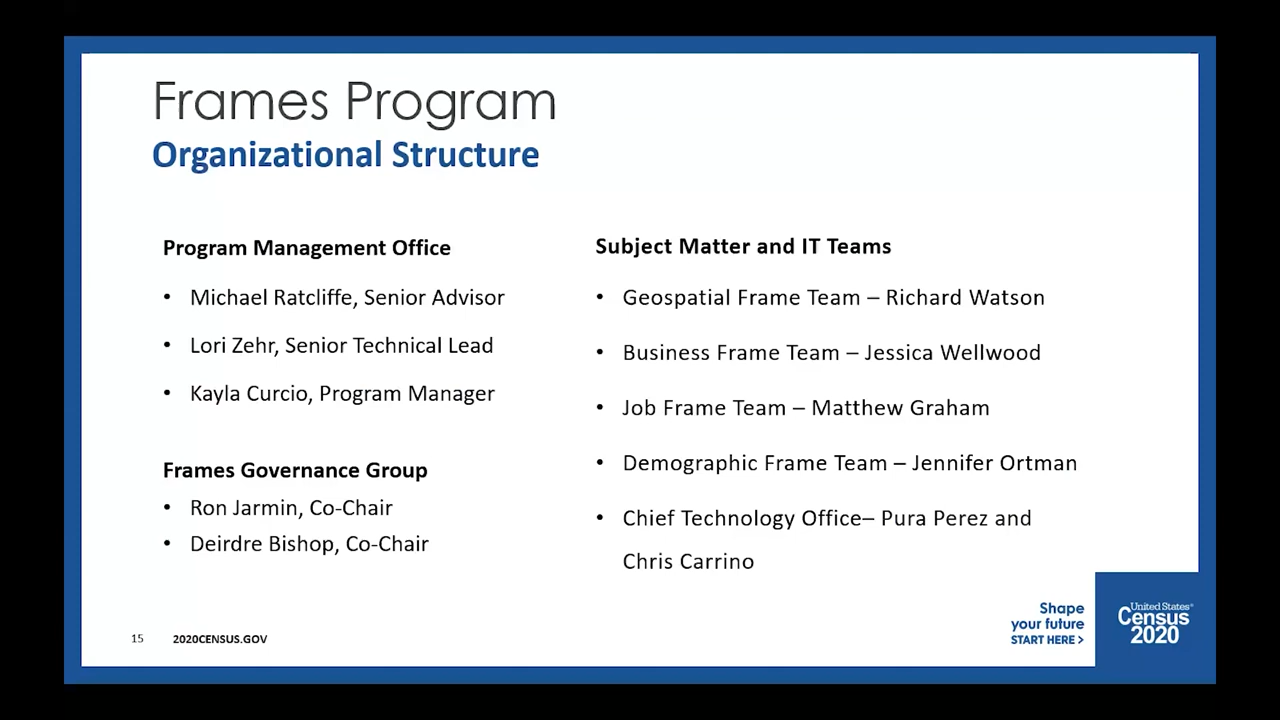 Frames Program
Organizational Structure
Program Management Office
• Michael Ratcliffe, Senior Advisor
• Lori Zehr, Senior Technical Lead
• Kayla Curcio, Program Manager
Frames Governance Group
• Ron Jarmin, Co-Chair
• Deirdre Bishop, Co-Chair
Subject Matter and IT Teams
• Geospatial Frame Team – Richard Watson
• Business Frame Team – Jessica Wellwood
• Job Frame Team – Matthew Graham
• Demographic Frame Team – Jennifer Ortman
• Chief Technology Office– Pura Perez and
Chris Carrino
15 2020CENSUS.GOV
Shape
your future
START HERE >
United States®
Census
2020